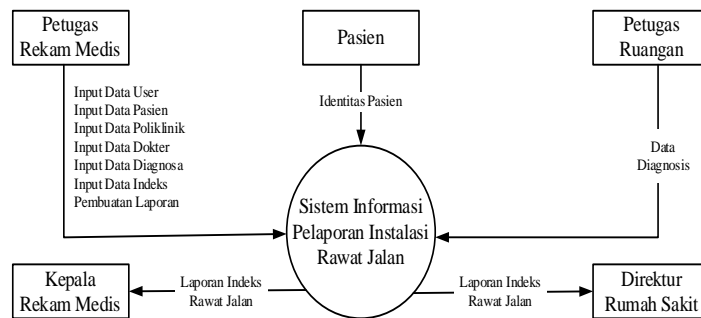 Petugas
Rekam Medis
Pasien
Petugas
Ruangan
Input Data User
Input Data Pasien
Input Data Poliklinik
Input Data Dokter
Input Data Diagnosa
Input Data Indeks
Pembuatan Laporan
Identitas Pasien
Data
Diagnosis
Sistem Informasi
Pelaporan Instalasi
Rawat Jalan
Kepala
Rekam Medis
Laporan Indeks
Rawat Jalan
Laporan Indeks
Rawat Jalan
Direktur
Rumah Sakit